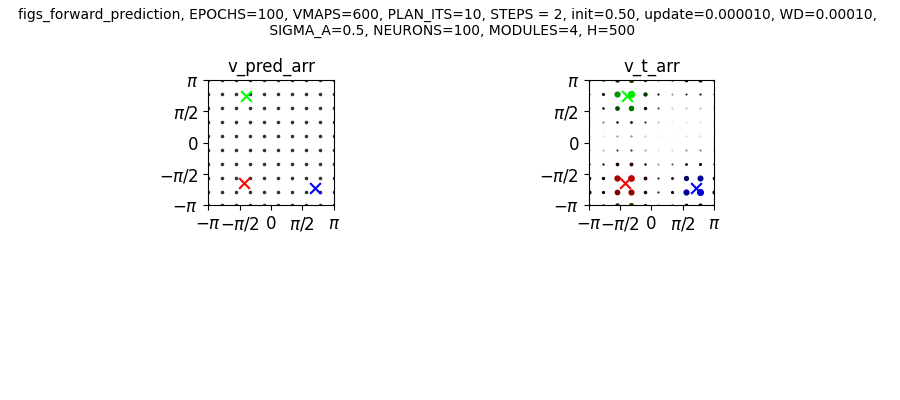 figs_forward_prediction, EPOCHS=100, VMAPS=600, PLAN_ITS=10, STEPS = 2, init=0.50, update=0.000010, WD=0.00010,
SIGMA_A=0.5, NEURONS=100, MODULES=4, H=500
v_pred_arr
π
π/2
0
−π/2
−π
−π −π/2 0 π/2 π
v_t_arr
π
π/2
0
−π/2
−π
−π −π/2 0 π/2 π